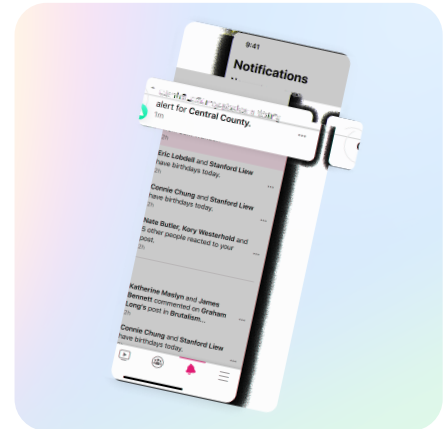 9:41
Notifications
alert for Central County.
1m
2h
Eric Lobdell and Stanford Liew
have birthdays today.
2h
Connie Chung and Stanford Liew
have birthdays today.
2h
Nate Butler, Kory Westerhold and
5 other people reacted to your
post.
2h
Katherine Maslyn and James
Bennett commented on Graham
Long's post in Brutalism...
2h
Connie Chung and Stanford Liew
have birthdays today.
2h